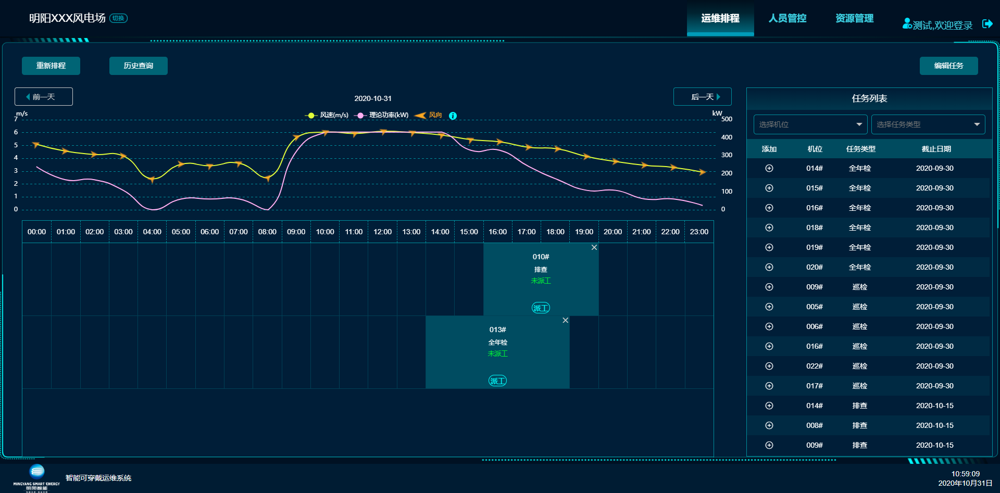 明阳XXX风电场 切换
运维排程 人员管控 资源管理 测试,欢迎登录
重新排程 历史查询 编辑任务
前一天 2020-10-31 后一天
m/s 风速(m/s) 理论功率(kW) 风向 kW
7 500
6 400
5 300
4 200
3 100
2 0
1
0
00:00 01:00 02:00 03:00 04:00 05:00 06:00 07:00 08:00 09:00 10:00 11:00 12:00 13:00 14:00 15:00 16:00 17:00 18:00 19:00 20:00 21:00 22:00 23:00
010#
排查
未派工
派工
013#
全年检
未派工
派工
任务列表
选择机位 选择任务类型
添加 机位 任务类型 截止日期
014# 全年检 2020-09-30
015# 全年检 2020-09-30
016# 全年检 2020-09-30
018# 全年检 2020-09-30
019# 全年检 2020-09-30
020# 全年检 2020-09-30
009# 巡检 2020-09-30
005# 巡检 2020-09-30
006# 巡检 2020-09-30
016# 巡检 2020-09-30
022# 巡检 2020-09-30
017# 巡检 2020-09-30
014# 排查 2020-10-15
008# 排查 2020-10-15
009# 排查 2020-10-15
MINGYANG SMART ENERGY
明阳智能
智能可穿戴运维系统
10:59:09
2020年10月31日